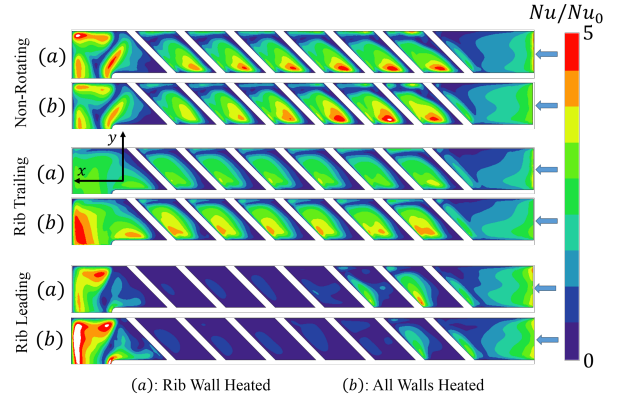 Nu/Nu₀
5
Non-Rotating
(a)
(b)
y
x
Rib Trailing
(a)
(b)
Rib Leading
(a)
(b)
0
(a): Rib Wall Heated
(b): All Walls Heated